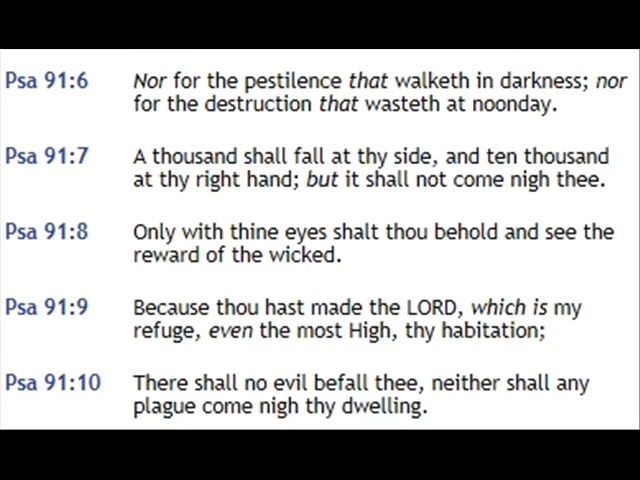 Psa 91:6 Nor for the pestilence that walketh in darkness; nor
for the destruction that wasteth at noonday.
Psa 91:7 A thousand shall fall at thy side, and ten thousand
at thy right hand; but it shall not come nigh thee.
Psa 91:8 Only with thine eyes shalt thou behold and see the
reward of the wicked.
Psa 91:9 Because thou hast made the LORD, which is my
refuge, even the most High, thy habitation;
Psa 91:10 There shall no evil befall thee, neither shall any
plague come nigh thy dwelling.